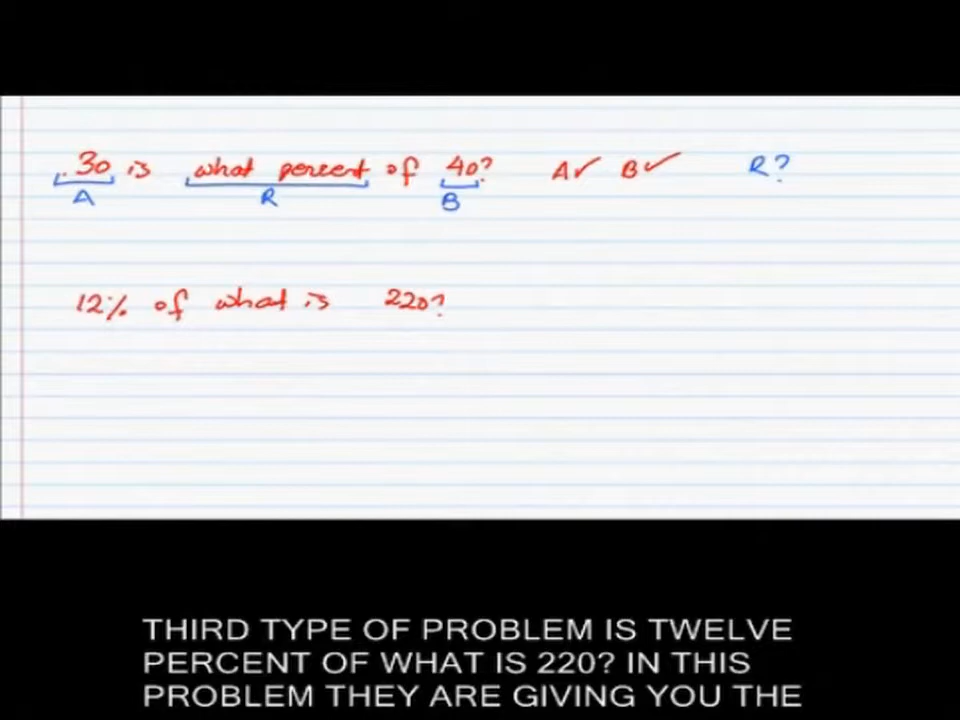 30 is what percent of 40? A✓ B✓ R?
A R B
12% of what is 220?
THIRD TYPE OF PROBLEM IS TWELVE
PERCENT OF WHAT IS 220? IN THIS
PROBLEM THEY ARE GIVING YOU THE